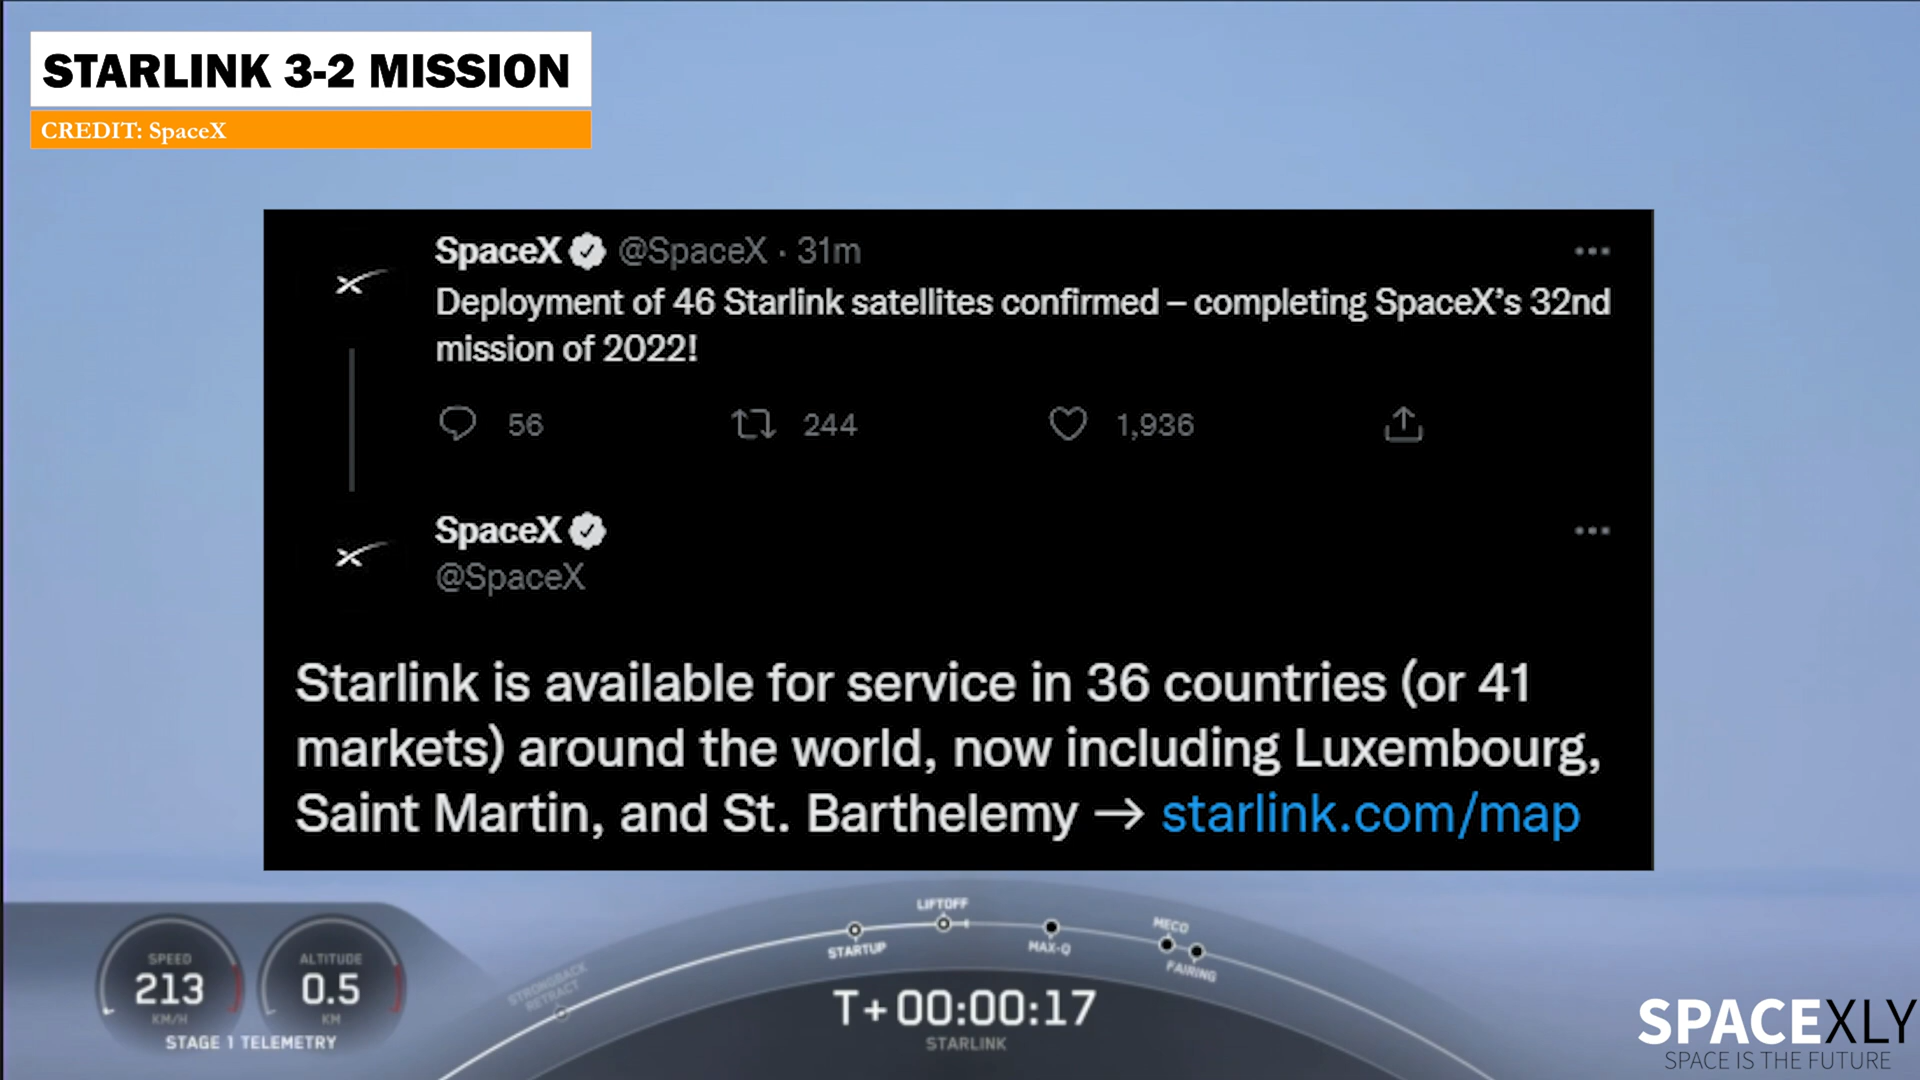 STARLINK 3-2 MISSION
CREDIT: SpaceX
SpaceX @SpaceX · 31m
Deployment of 46 Starlink satellites confirmed – completing SpaceX’s 32nd
mission of 2022!
56 244 1,936
SpaceX
@SpaceX
Starlink is available for service in 36 countries (or 41
markets) around the world, now including Luxembourg,
Saint Martin, and St. Barthelemy → starlink.com/map
LIFTOFF
MECO
STARTUP
MAX-Q
FAIRING
STRONGBACK
RETRACT
SPEED
213
KM/H
ALTITUDE
0.5
KM
STAGE 1 TELEMETRY
T+00:00:17
STARLINK
SPACEXLY
SPACE IS THE FUTURE